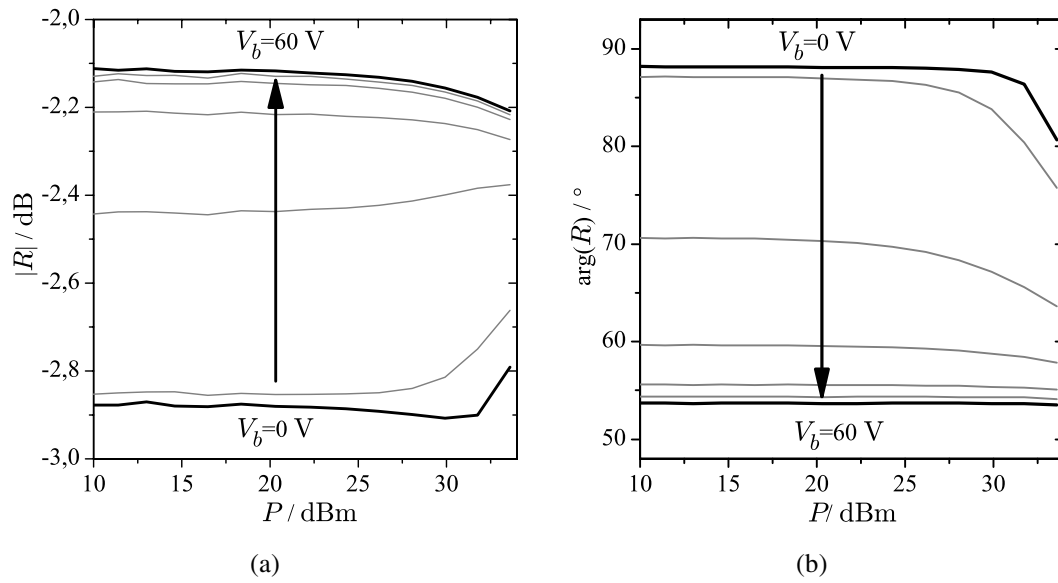 -2,0
-2,2
-2,4
-2,6
-2,8
-3,0
|R| / dB
V_b=60 V
V_b=0 V
10 15 20 25 30
P / dBm
(a)
90
80
70
60
50
arg(R) / °
V_b=0 V
V_b=60 V
10 15 20 25 30
P/ dBm
(b)